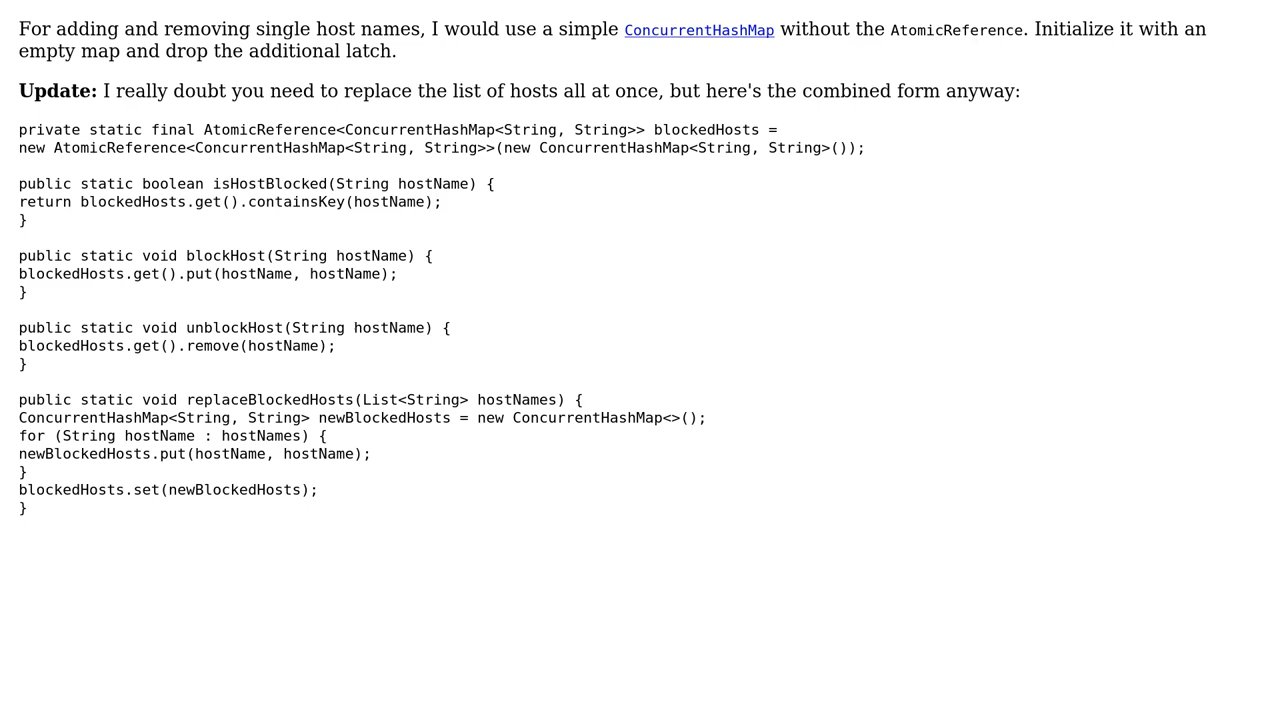 For adding and removing single host names, I would use a simple ConcurrentHashMap without the AtomicReference. Initialize it with an
empty map and drop the additional latch.
Update: I really doubt you need to replace the list of hosts all at once, but here's the combined form anyway:
private static final AtomicReference<ConcurrentHashMap<String, String>> blockedHosts =
new AtomicReference<ConcurrentHashMap<String, String>>(new ConcurrentHashMap<String, String>());
public static boolean isHostBlocked(String hostName) {
return blockedHosts.get().containsKey(hostName);
}
public static void blockHost(String hostName) {
blockedHosts.get().put(hostName, hostName);
}
public static void unblockHost(String hostName) {
blockedHosts.get().remove(hostName);
}
public static void replaceBlockedHosts(List<String> hostNames) {
ConcurrentHashMap<String, String> newBlockedHosts = new ConcurrentHashMap<>();
for (String hostName : hostNames) {
newBlockedHosts.put(hostName, hostName);
}
blockedHosts.set(newBlockedHosts);
}